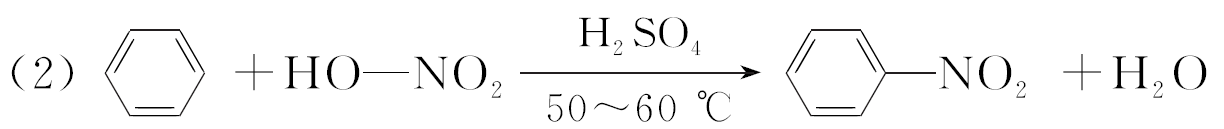 (2) +HO—NO₂ H₂SO₄ 50～60 ℃ —NO₂ +H₂O